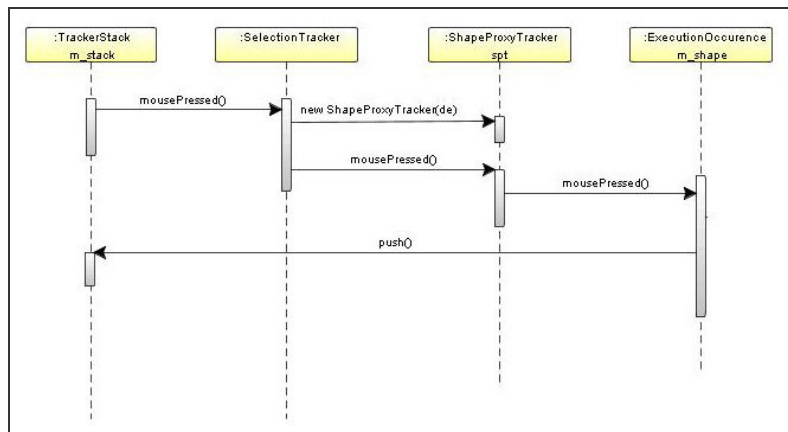 :TrackerStack
m_stack
:SelectionTracker
:ShapeProxyTracker
spt
:ExecutionOccurence
m_shape
mousePressed()
new ShapeProxyTracker(de)
mousePressed()
mousePressed()
push()